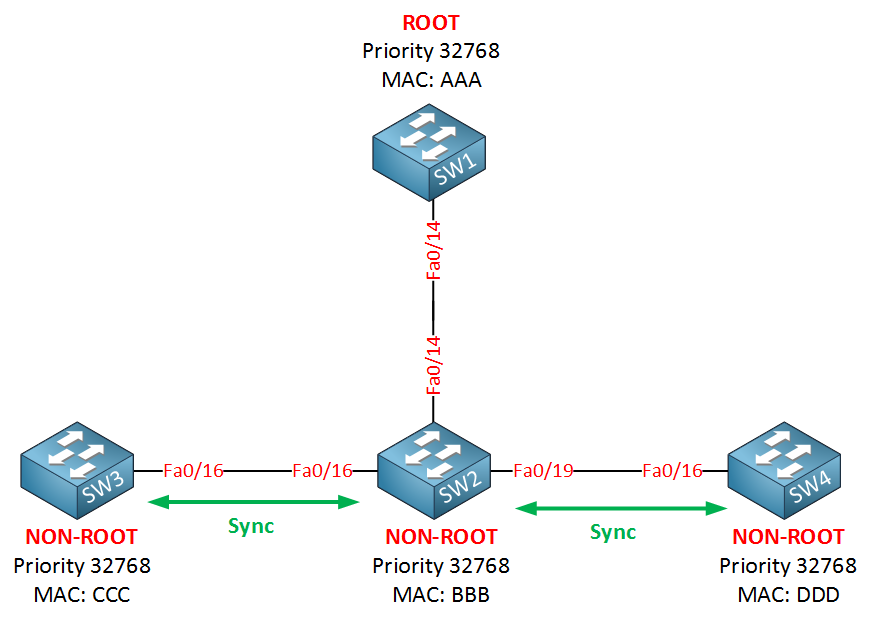 ROOT
Priority 32768
MAC: AAA
SW1
Fa0/14
Fa0/14
SW3
Fa0/16
Fa0/16
SW2
Fa0/19
Fa0/16
SW4
Sync
Sync
NON-ROOT
Priority 32768
MAC: CCC
NON-ROOT
Priority 32768
MAC: BBB
NON-ROOT
Priority 32768
MAC: DDD